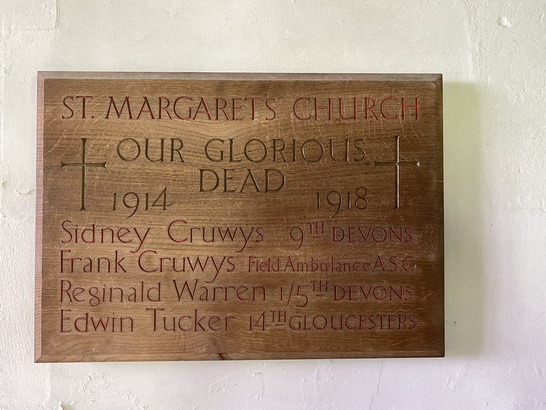 ST. MARGARET'S CHURCH
OUR GLORIOUS
DEAD
1914 1918
Sidney Cruwys 9TH DEVONS
Frank Cruwys Field Ambulance A.S.C.
Reginald Warren 1/5TH DEVONS
Edwin Tucker 14TH GLOUCESTERS